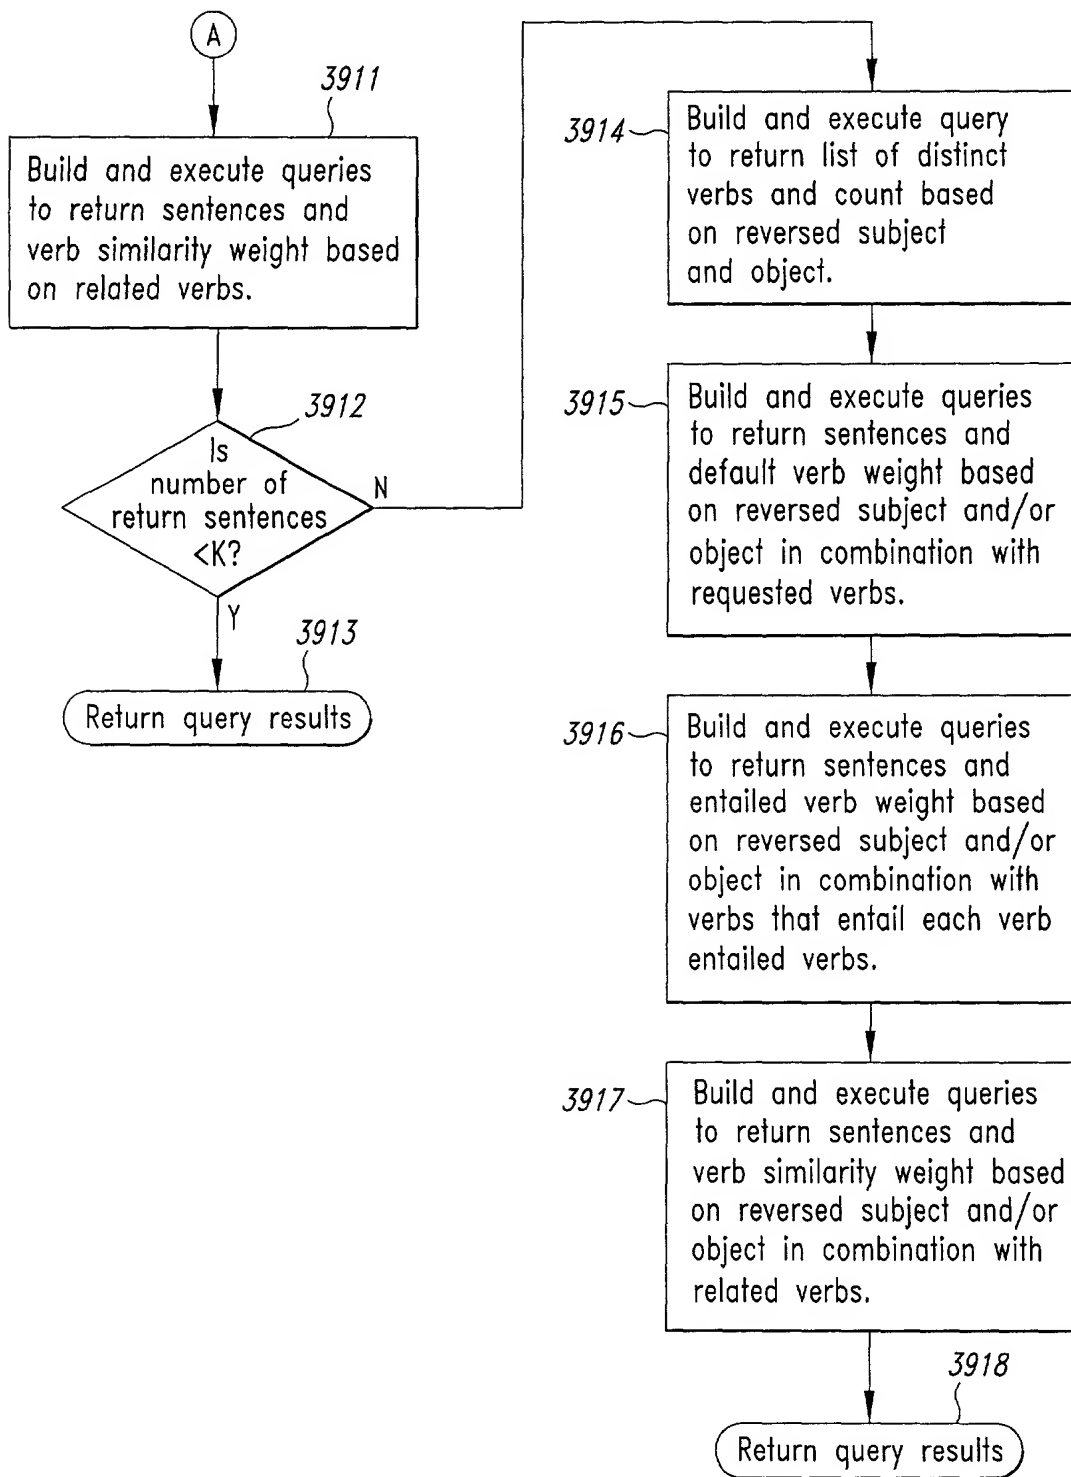 A
3911
Build and execute queries
to return sentences and
verb similarity weight based
on related verbs.
3912
Is
number of
return sentences
<K?
N
Y
3913
Return query results
3914
Build and execute query
to return list of distinct
verbs and count based
on reversed subject
and object.
3915
Build and execute queries
to return sentences and
default verb weight based
on reversed subject and/or
object in combination with
requested verbs.
3916
Build and execute queries
to return sentences and
entailed verb weight based
on reversed subject and/or
object in combination with
verbs that entail each verb
entailed verbs.
3917
Build and execute queries
to return sentences and
verb similarity weight based
on reversed subject and/or
object in combination with
related verbs.
3918
Return query results